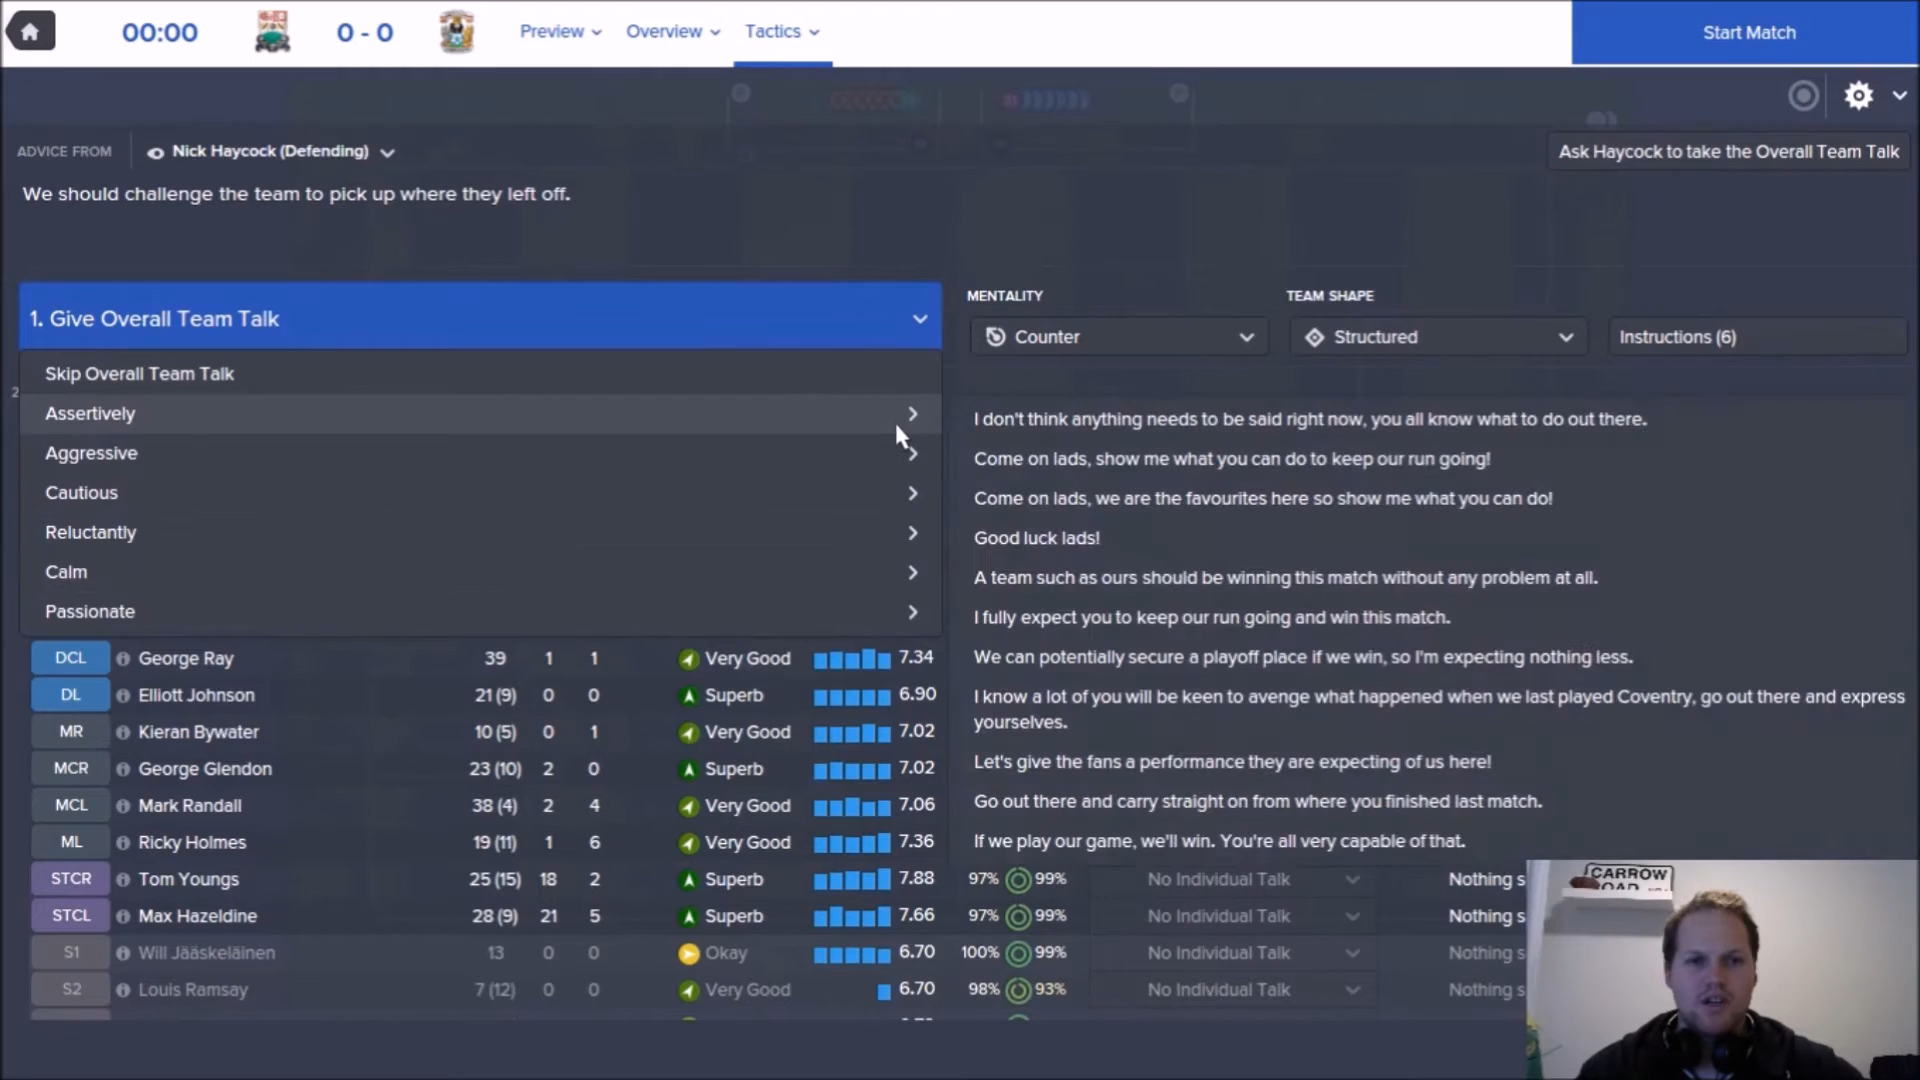 00:00
0 - 0
Preview
Overview
Tactics
Start Match
ADVICE FROM
Nick Haycock (Defending)
Ask Haycock to take the Overall Team Talk
We should challenge the team to pick up where they left off.
1. Give Overall Team Talk
MENTALITY
TEAM SHAPE
Counter
Structured
Instructions (6)
Skip Overall Team Talk
2
Assertively
I don't think anything needs to be said right now, you all know what to do out there.
Aggressive
Come on lads, show me what you can do to keep our run going!
Cautious
Come on lads, we are the favourites here so show me what you can do!
Reluctantly
Good luck lads!
Calm
A team such as ours should be winning this match without any problem at all.
Passionate
I fully expect you to keep our run going and win this match.
DCL George Ray 39 1 1 Very Good 7.34
We can potentially secure a playoff place if we win, so I'm expecting nothing less.
DL Elliott Johnson 21 (9) 0 0 Superb 6.90
I know a lot of you will be keen to avenge what happened when we last played Coventry, go out there and express
yourselves.
MR Kieran Bywater 10 (5) 0 1 Very Good 7.02
Let's give the fans a performance they are expecting of us here!
MCR George Glendon 23 (10) 2 0 Superb 7.02
MCL Mark Randall 38 (4) 2 4 Very Good 7.06
Go out there and carry straight on from where you finished last match.
ML Ricky Holmes 19 (11) 1 6 Very Good 7.36
If we play our game, we'll win. You're all very capable of that.
STCR Tom Youngs 25 (15) 18 2 Superb 7.88 97% 99% No Individual Talk Nothing s
STCL Max Hazeldine 28 (9) 21 5 Superb 7.66 97% 99% No Individual Talk Nothing s
S1 Will Jääskeläinen 13 0 0 Okay 6.70 100% 99% No Individual Talk Nothing s
S2 Louis Ramsay 7 (12) 0 0 Very Good 6.70 98% 93% No Individual Talk Nothing s
CARROW